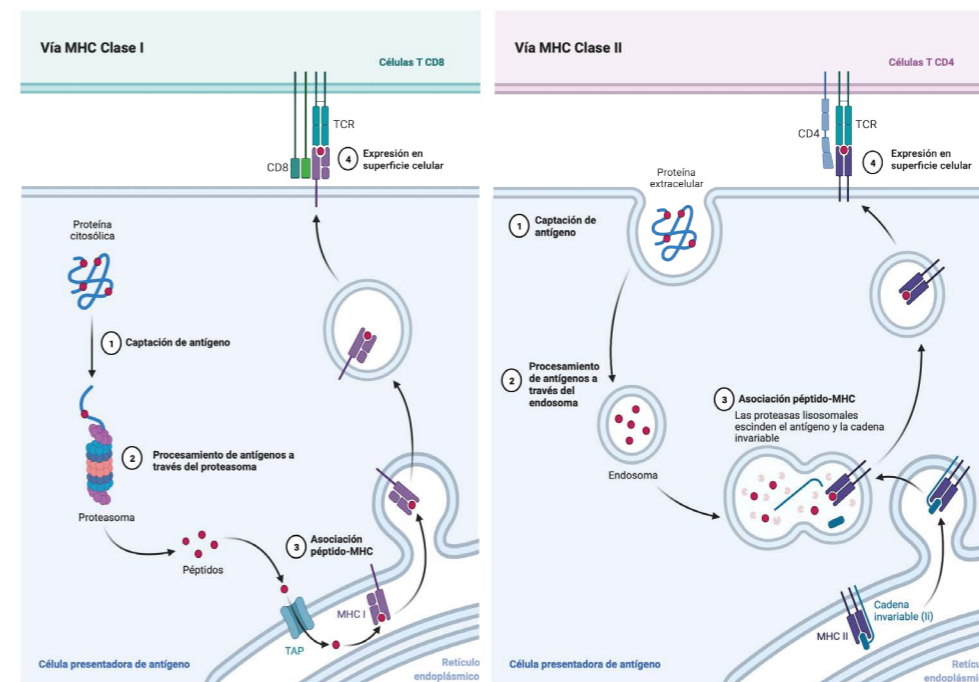 Vía MHC Clase I
Células T CD8
TCR
CD8
4
Expresión en
superficie celular
Proteína
citosólica
1
Captación de antígeno
2
Procesamiento de antígenos a
través del proteasoma
Proteasoma
Péptidos
3
Asociación
péptido-MHC
MHC I
TAP
Célula presentadora de antígeno
Retículo
endoplásmico
Vía MHC Clase II
Células T CD4
CD4
TCR
4
Expresión en
superficie celular
Proteína
extracelular
1
Captación de
antígeno
2
Procesamiento
de antígenos a
través del
endosoma
Endosoma
3
Asociación péptido-MHC
Las proteasas lisosomales
escinden el antígeno y la cadena
invariable
Cadena
invariable (Ii)
MHC II
Célula presentadora de antígeno